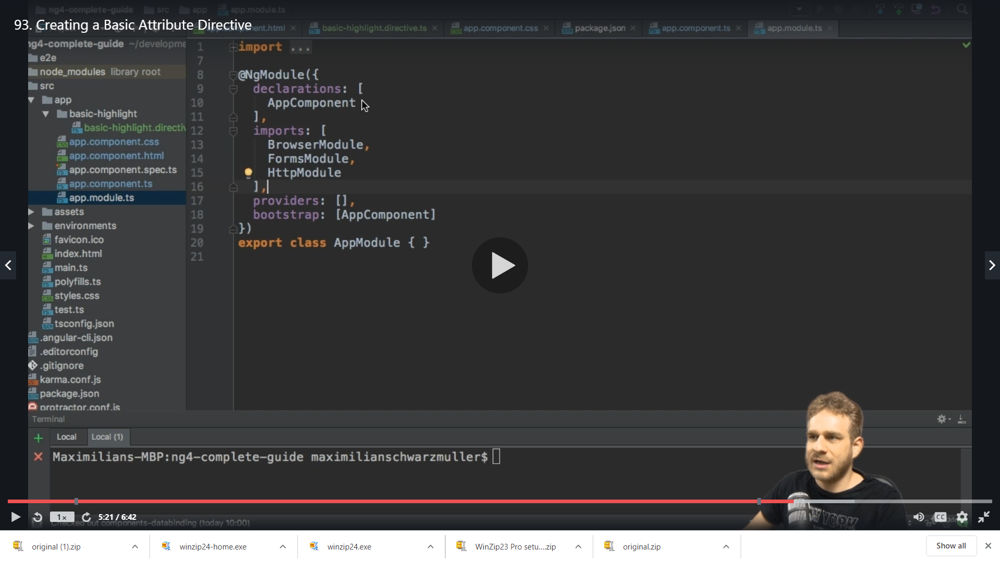 ng4-complete-guide src app app.module.ts
93. Creating a Basic Attribute Directive
app.component.html basic-highlight.directive.ts app.component.css package.json app.component.ts app.module.ts
ng4-complete-guide ~/developme
e2e
node_modules library root
src
app
basic-highlight
basic-highlight.directiv
app.component.css
app.component.html
app.component.spec.ts
app.component.ts
app.module.ts
assets
environments
favicon.ico
index.html
main.ts
polyfills.ts
styles.css
test.ts
tsconfig.json
.angular-cli.json
.editorconfig
.gitignore
karma.conf.js
package.json
protractor.conf.js
1 import ...
7
8 @NgModule({
9 declarations: [
10 AppComponent
11 ],
12 imports: [
13 BrowserModule,
14 FormsModule,
15 HttpModule
16 ],
17 providers: [],
18 bootstrap: [AppComponent]
19 })
20 export class AppModule { }
21
Terminal
Local Local (1)
Maximilians-MBP:ng4-complete-guide maximilianschwarzmuller$
1x 5:21 / 6:42 CC
Checked out components-databinding (today 10:00)
original (1).zip winzip24-home.exe winzip24.exe WinZip23 Pro setu....zip original.zip Show all